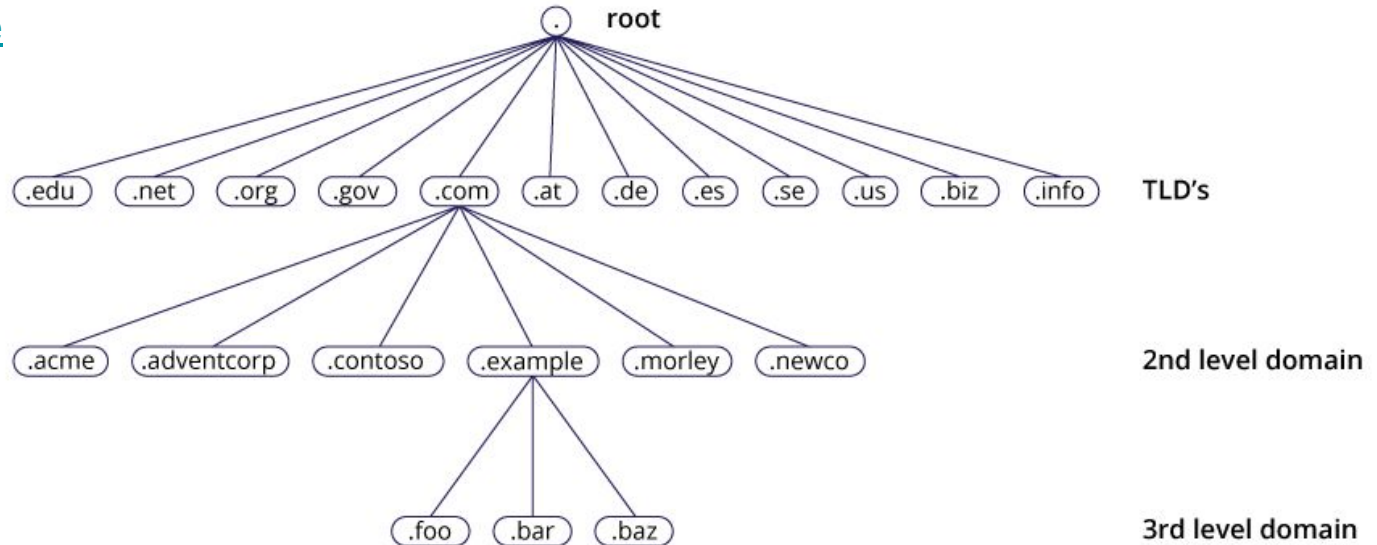 . root
.edu .net .org .gov .com .at .de .es .se .us .biz .info TLD's
.acme .adventcorp .contoso .example .morley .newco 2nd level domain
.foo .bar .baz 3rd level domain